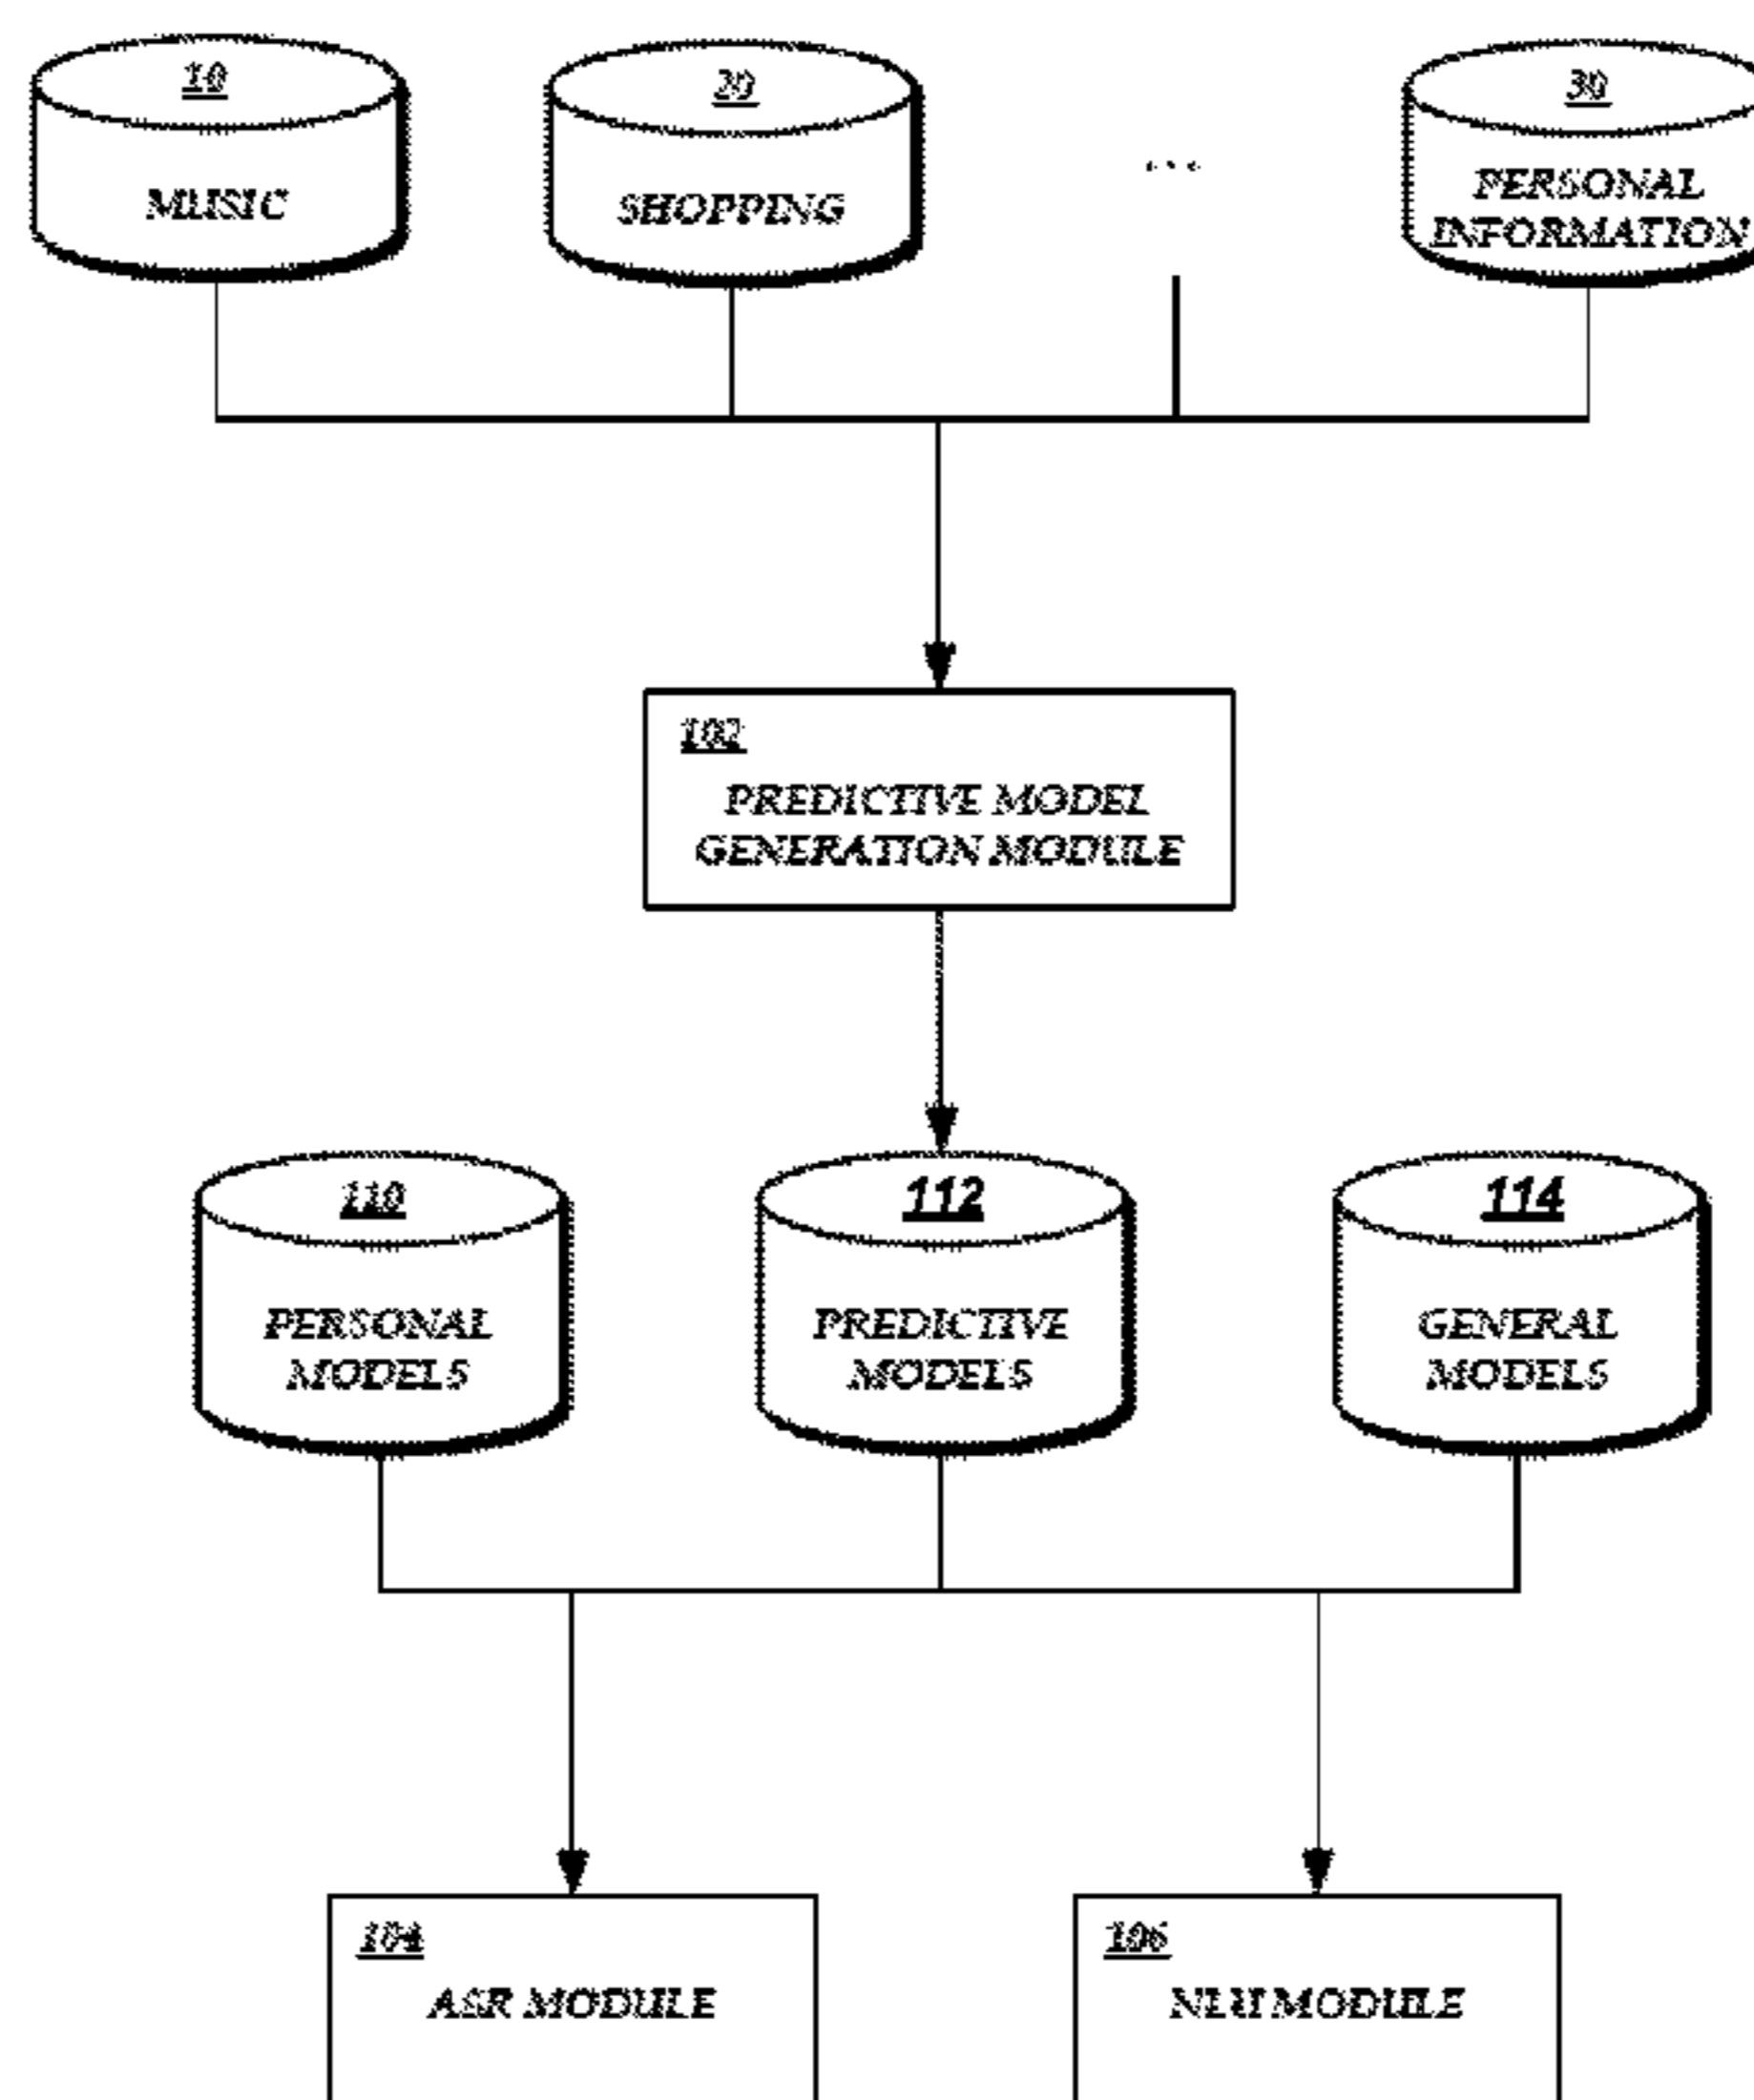 10
20
30
MUSIC
SHOPPING
...
PERSONAL
INFORMATION
102
PREDICTIVE MODEL
GENERATION MODULE
110
112
114
PERSONAL
MODELS
PREDICTIVE
MODELS
GENERAL
MODELS
104
ASR MODULE
106
NLU MODULE